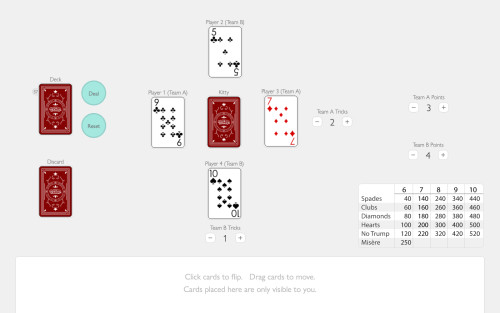 Player 2 (Team B)
5
5
Deck
Deal
Player 1 (Team A)
9
9
Kitty
Player 3 (Team A)
7
7
Team A Points
− 3 +
Team A Tricks
− 2 +
Reset
Team B Points
− 4 +
Discard
Player 4 (Team B)
10
10
Team B Tricks
− 1 +
6 7 8 9 10
Spades 40 140 240 340 440
Clubs 60 160 260 360 460
Diamonds 80 180 280 380 480
Hearts 100 200 300 400 500
No Trump 120 220 320 420 520
Misère 250
Click cards to flip. Drag cards to move.
Cards placed here are only visible to you.